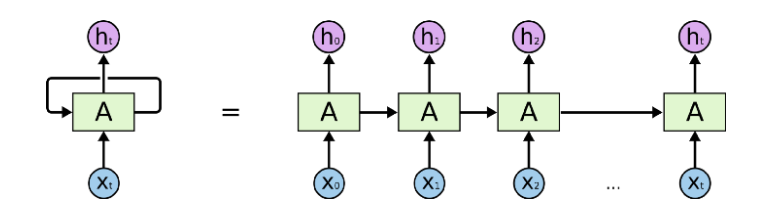 hₜ h₀ h₁ h₂ hₜ
A = A A A A
xₜ x₀ x₁ x₂ ... xₜ